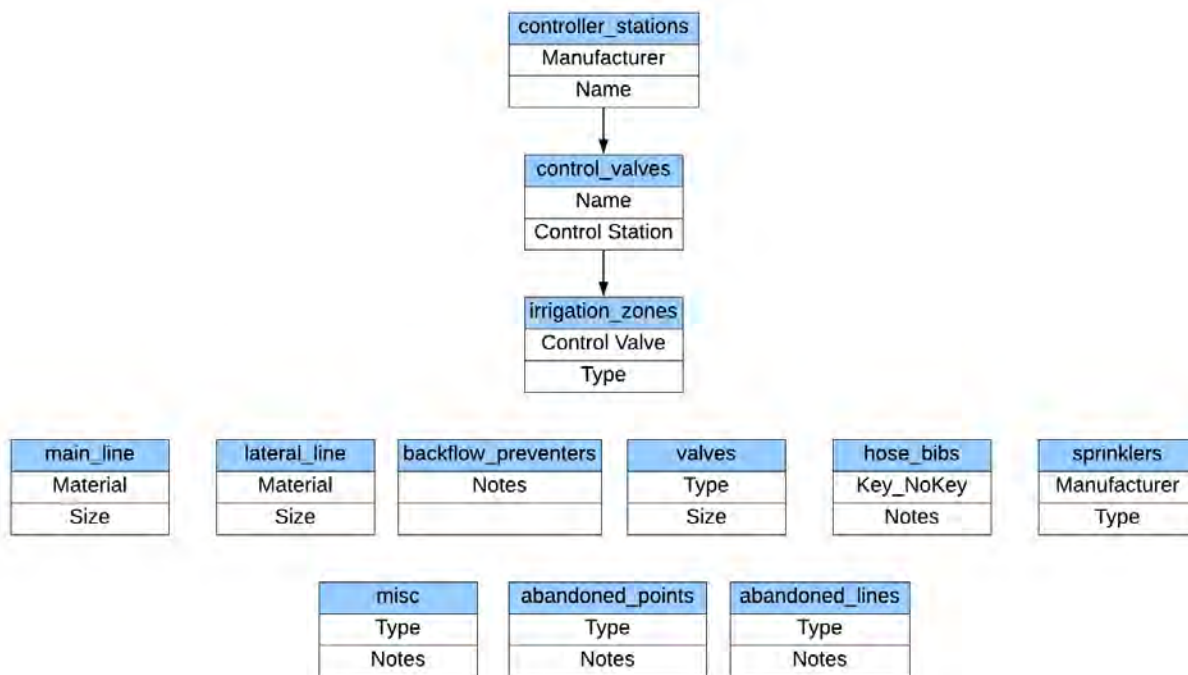 controller_stations
Manufacturer
Name
control_valves
Name
Control Station
irrigation_zones
Control Valve
Type
main_line
Material
Size
lateral_line
Material
Size
backflow_preventers
Notes
valves
Type
Size
hose_bibs
Key_NoKey
Notes
sprinklers
Manufacturer
Type
misc
Type
Notes
abandoned_points
Type
Notes
abandoned_lines
Type
Notes